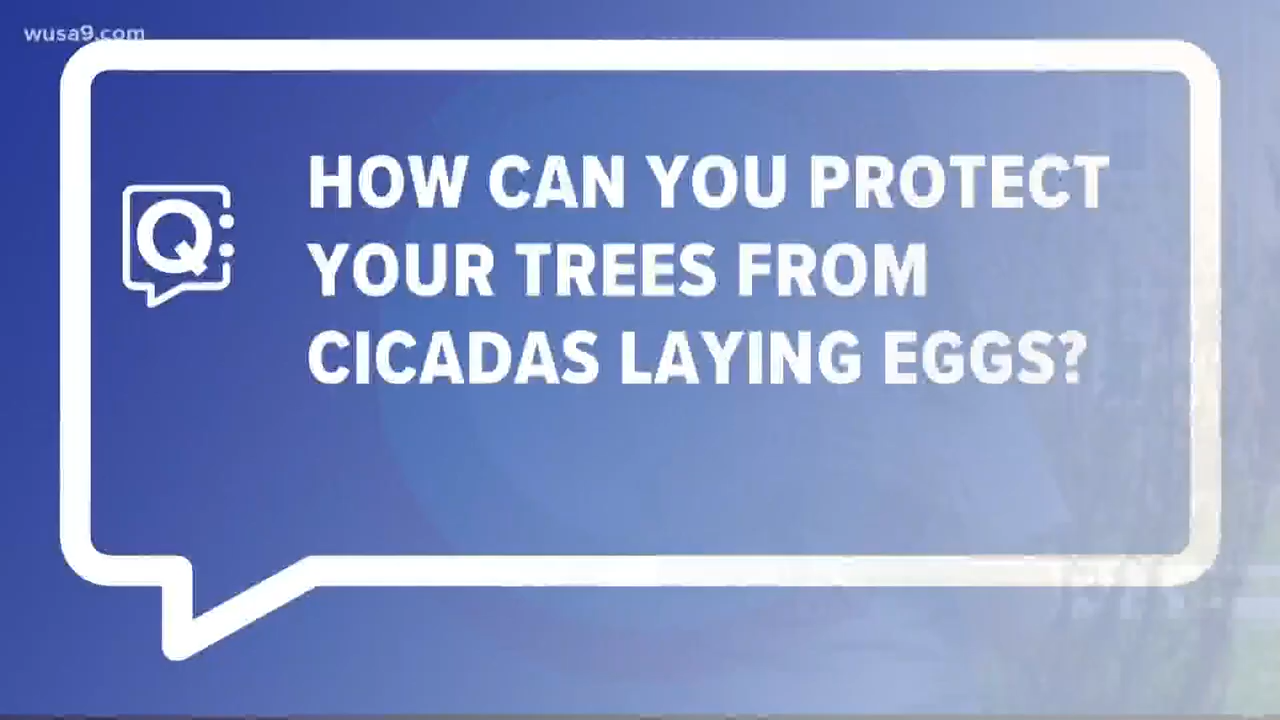 wusa9.com
Q:
HOW CAN YOU PROTECT
YOUR TREES FROM
CICADAS LAYING EGGS?